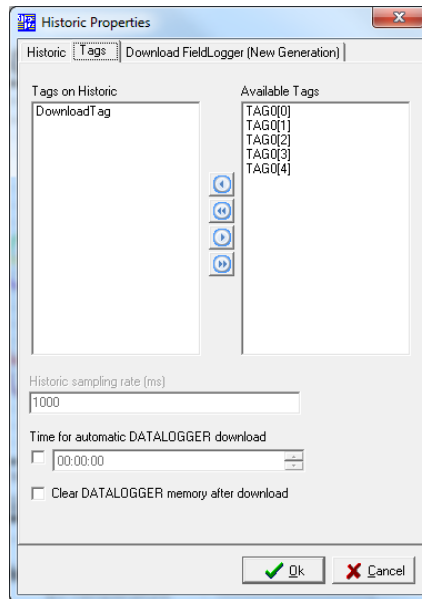 Historic Properties
Historic Tags Download FieldLogger (New Generation)
Tags on Historic Available Tags
DownloadTag TAG0[0]
TAG0[1]
TAG0[2]
TAG0[3]
TAG0[4]
Historic sampling rate (ms)
1000
Time for automatic DATALOGGER download
00:00:00
Clear DATALOGGER memory after download
Ok Cancel